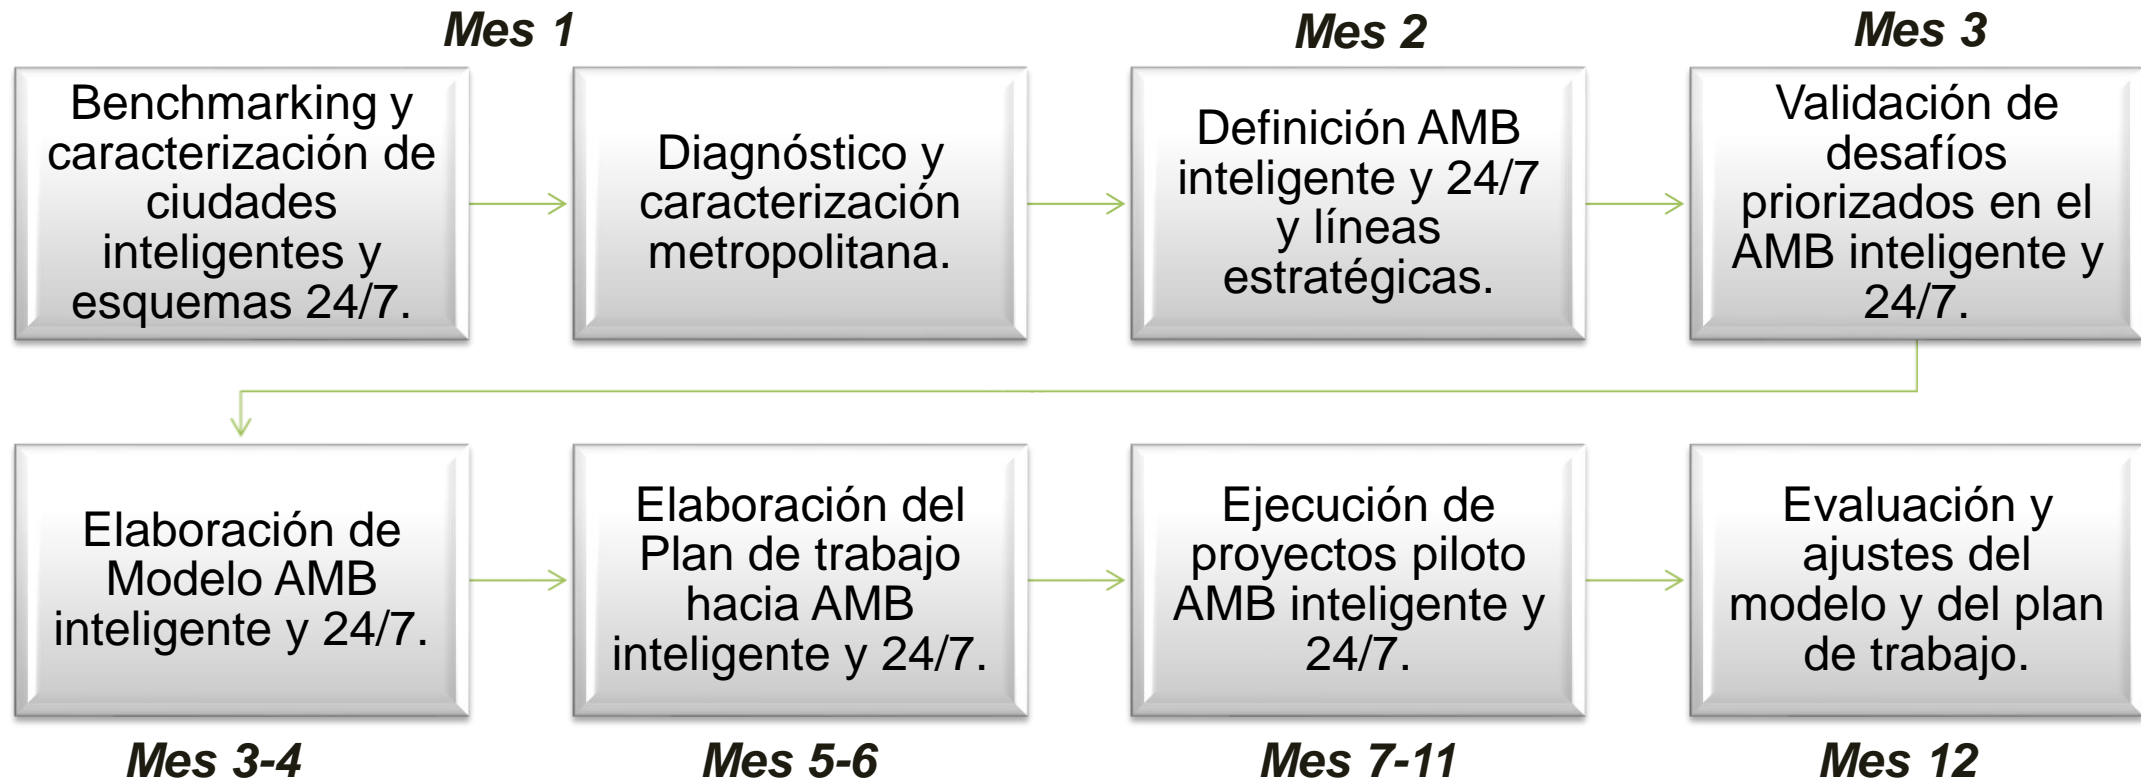 Mes 1
Benchmarking y
caracterización de
ciudades
inteligentes y
esquemas 24/7.
Diagnóstico y
caracterización
metropolitana.
Mes 2
Definición AMB
inteligente y 24/7
y líneas
estratégicas.
Mes 3
Validación de
desafíos
priorizados en el
AMB inteligente y
24/7.
Elaboración de
Modelo AMB
inteligente y 24/7.
Mes 3-4
Elaboración del
Plan de trabajo
hacia AMB
inteligente y 24/7.
Mes 5-6
Ejecución de
proyectos piloto
AMB inteligente y
24/7.
Mes 7-11
Evaluación y
ajustes del
modelo y del plan
de trabajo.
Mes 12